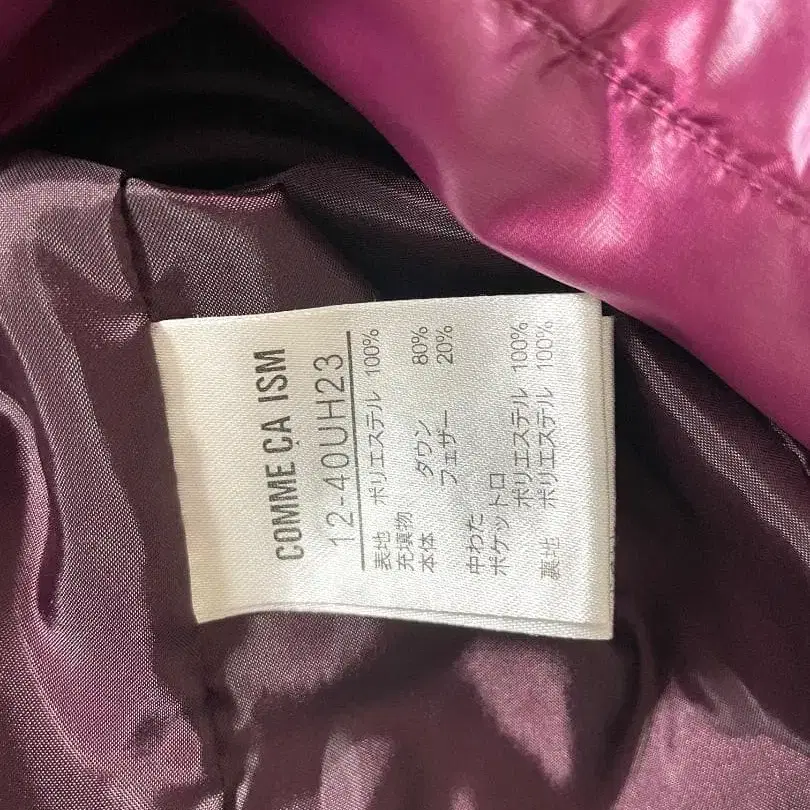 COMME ÇA ISM
12-40UH23
表地 ポリエステル 100%
充填物
本体 ダウン 80%
フェザー 20%
中わた
ポケット口
ポリエステル 100%
裏地 ポリエステル 100%